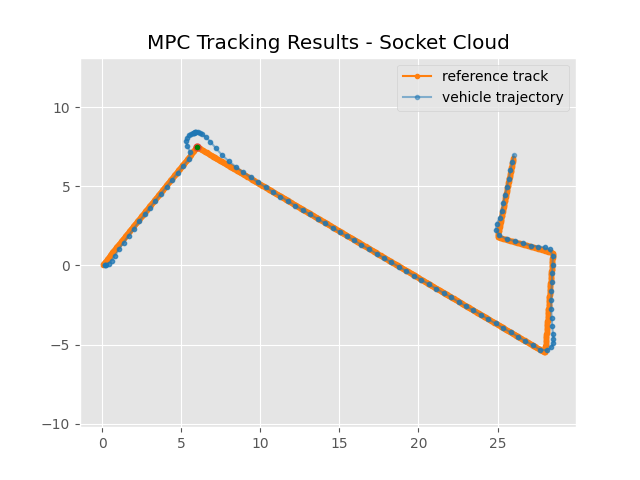 MPC Tracking Results - Socket Cloud
reference track
vehicle trajectory
10
5
0
−5
−10
0 5 10 15 20 25